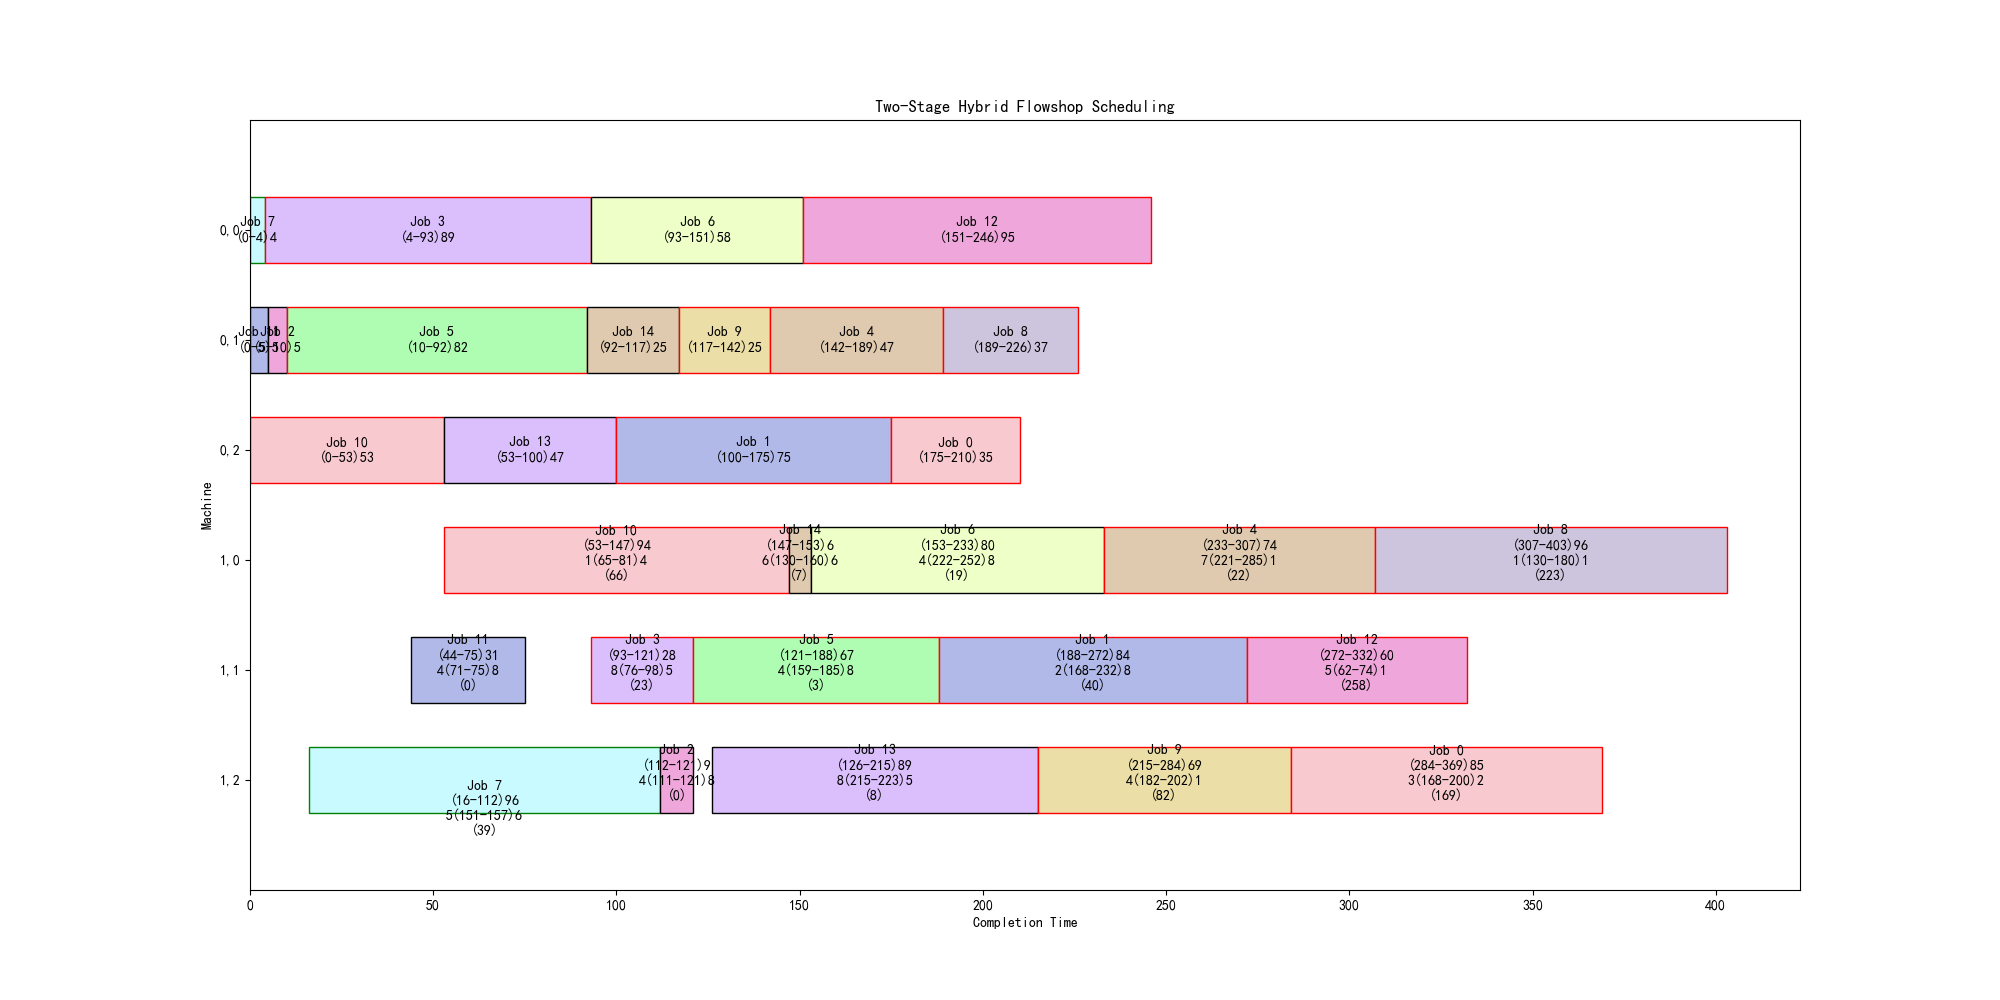 Two-Stage Hybrid Flowshop Scheduling
Machine
0,0
Job 7
(0-4)4
Job 3
(4-93)89
Job 6
(93-151)58
Job 12
(151-246)95
0,1
Job 11
(0-5)5
Job 2
(5-10)5
Job 5
(10-92)82
Job 14
(92-117)25
Job 9
(117-142)25
Job 4
(142-189)47
Job 8
(189-226)37
0,2
Job 10
(0-53)53
Job 13
(53-100)47
Job 1
(100-175)75
Job 0
(175-210)35
1,0
Job 10
(53-147)94
1(65-81)4
(66)
Job 14
(147-153)6
6(130-160)6
(7)
Job 6
(153-233)80
4(222-252)8
(19)
Job 4
(233-307)74
7(221-285)1
(22)
Job 8
(307-403)96
1(130-180)1
(223)
1,1
Job 11
(44-75)31
4(71-75)8
(0)
Job 3
(93-121)28
8(76-98)5
(23)
Job 5
(121-188)67
4(159-185)8
(3)
Job 1
(188-272)84
2(168-232)8
(40)
Job 12
(272-332)60
5(62-74)1
(258)
1,2
Job 7
(16-112)96
5(151-157)6
(39)
Job 2
(112-121)9
4(111-121)8
(0)
Job 13
(126-215)89
8(215-223)5
(8)
Job 9
(215-284)69
4(182-202)1
(82)
Job 0
(284-369)85
3(168-200)2
(169)
0 50 100 150 200 250 300 350 400
Completion Time